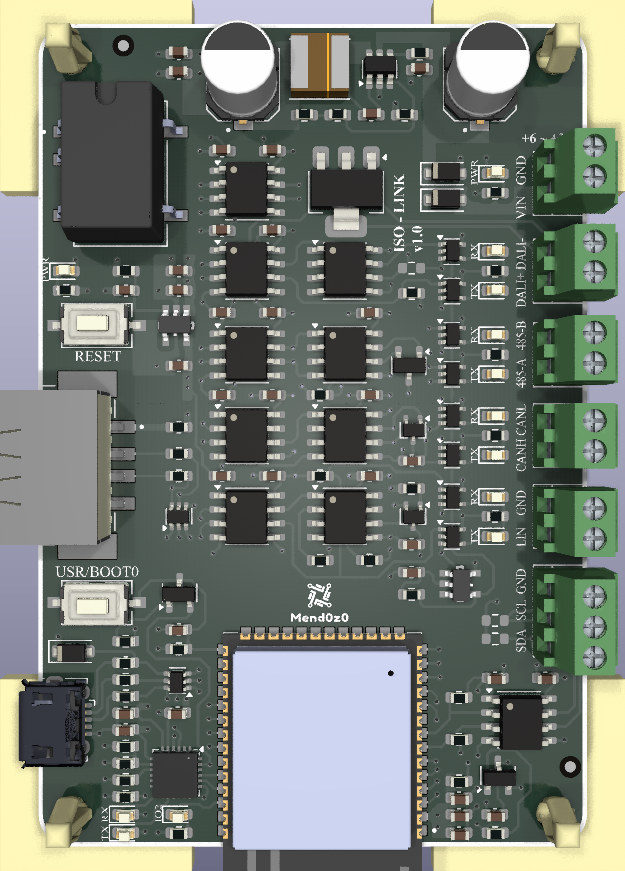 +6 -
GND
VIN
PWR
ISO - LINK
v1.0
RX
DALI-
TX
DALI+
PWR
RX
485-B
RESET
TX
485-A
RX
CANL
TX
CANH
RX
GND
TX
LIN
USR/BOOT0
GND
SCL
SDA
Mend0z0
RX
TX
IO2